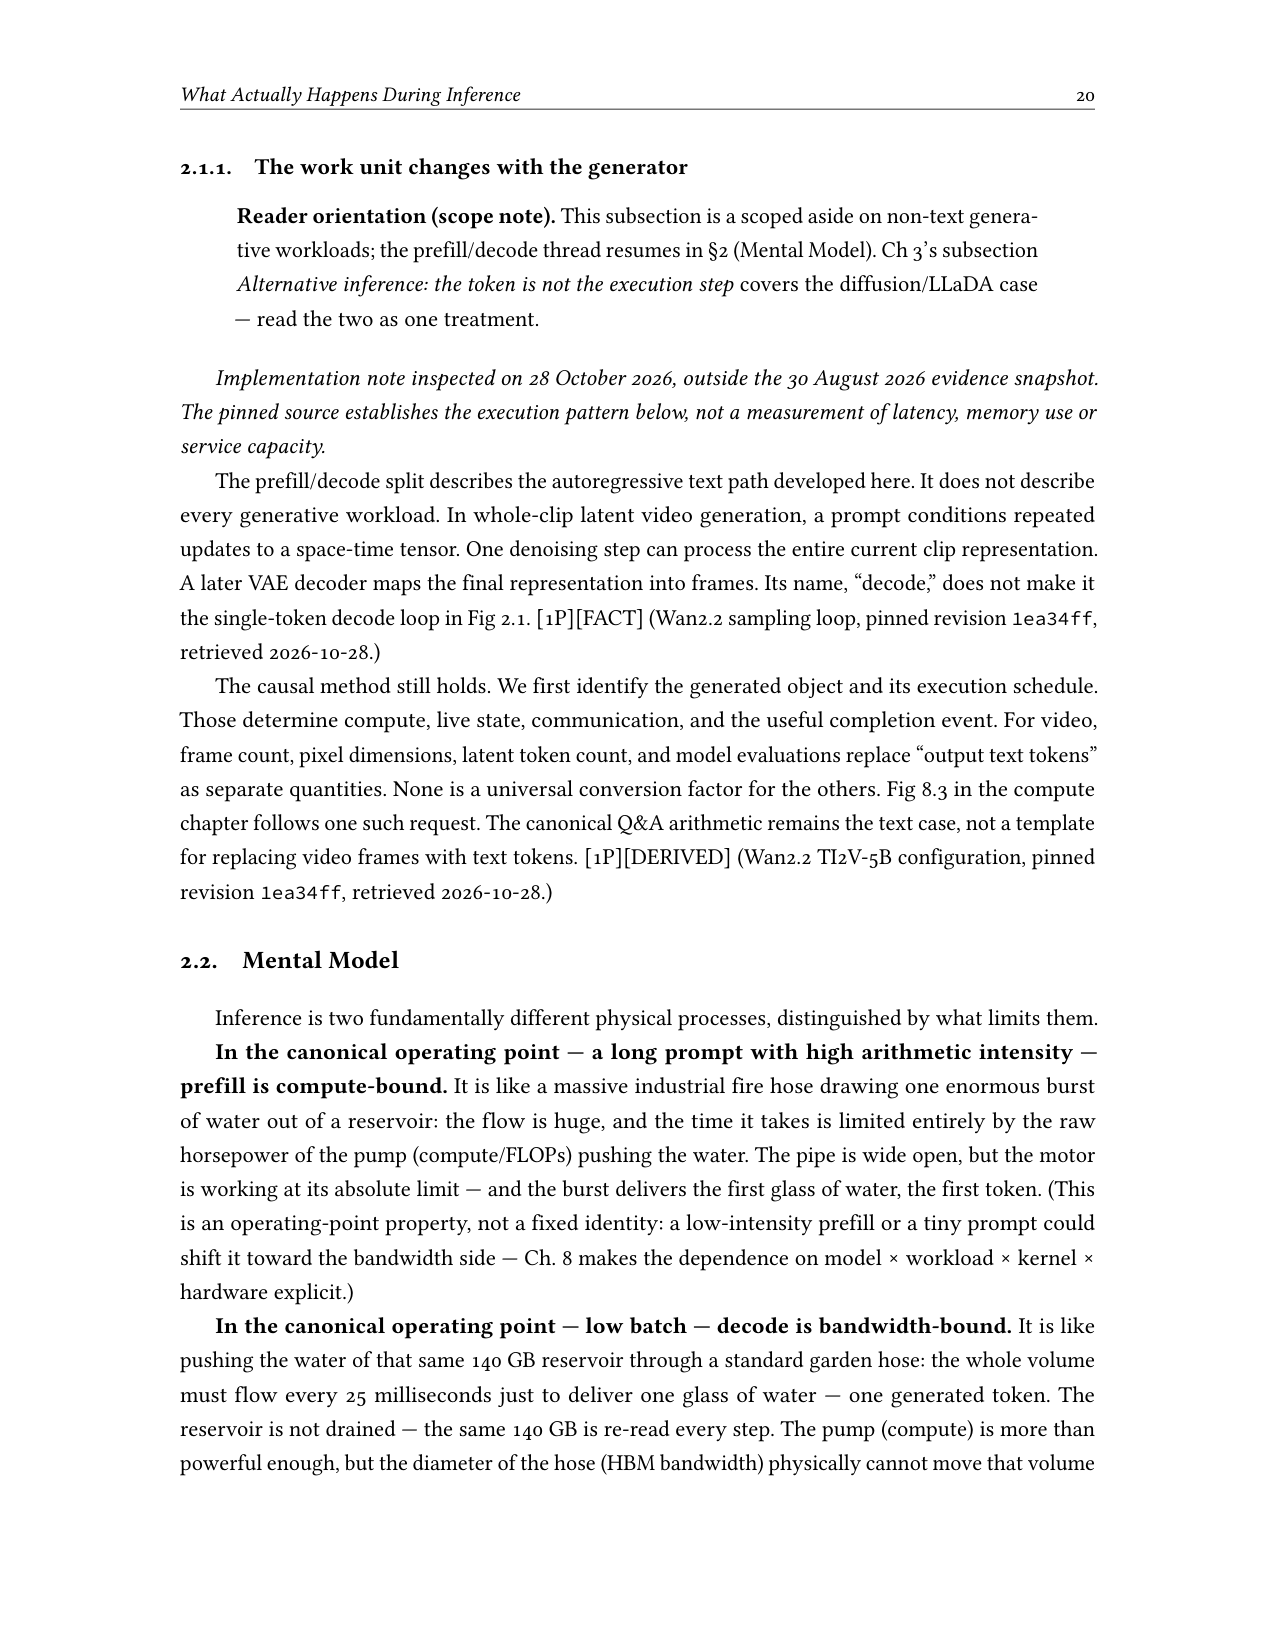 What Actually Happens During Inference 20
2.1.1. The work unit changes with the generator
Reader orientation (scope note). This subsection is a scoped aside on non-text genera-
tive workloads; the prefill/decode thread resumes in §2 (Mental Model). Ch 3’s subsection
Alternative inference: the token is not the execution step covers the diffusion/LLaDA case
— read the two as one treatment.
Implementation note inspected on 28 October 2026, outside the 30 August 2026 evidence snapshot.
The pinned source establishes the execution pattern below, not a measurement of latency, memory use or
service capacity.
The prefill/decode split describes the autoregressive text path developed here. It does not describe
every generative workload. In whole-clip latent video generation, a prompt conditions repeated
updates to a space-time tensor. One denoising step can process the entire current clip representation.
A later VAE decoder maps the final representation into frames. Its name, “decode,” does not make it
the single-token decode loop in Fig 2.1. [1P][FACT] (Wan2.2 sampling loop, pinned revision 1ea34ff,
retrieved 2026-10-28.)
The causal method still holds. We first identify the generated object and its execution schedule.
Those determine compute, live state, communication, and the useful completion event. For video,
frame count, pixel dimensions, latent token count, and model evaluations replace “output text tokens”
as separate quantities. None is a universal conversion factor for the others. Fig 8.3 in the compute
chapter follows one such request. The canonical Q&A arithmetic remains the text case, not a template
for replacing video frames with text tokens. [1P][DERIVED] (Wan2.2 TI2V-5B configuration, pinned
revision 1ea34ff, retrieved 2026-10-28.)
2.2. Mental Model
Inference is two fundamentally different physical processes, distinguished by what limits them.
In the canonical operating point — a long prompt with high arithmetic intensity —
prefill is compute-bound. It is like a massive industrial fire hose drawing one enormous burst
of water out of a reservoir: the flow is huge, and the time it takes is limited entirely by the raw
horsepower of the pump (compute/FLOPs) pushing the water. The pipe is wide open, but the motor
is working at its absolute limit — and the burst delivers the first glass of water, the first token. (This
is an operating-point property, not a fixed identity: a low-intensity prefill or a tiny prompt could
shift it toward the bandwidth side — Ch. 8 makes the dependence on model × workload × kernel ×
hardware explicit.)
In the canonical operating point — low batch — decode is bandwidth-bound. It is like
pushing the water of that same 140 GB reservoir through a standard garden hose: the whole volume
must flow every 25 milliseconds just to deliver one glass of water — one generated token. The
reservoir is not drained — the same 140 GB is re-read every step. The pump (compute) is more than
powerful enough, but the diameter of the hose (HBM bandwidth) physically cannot move that volume